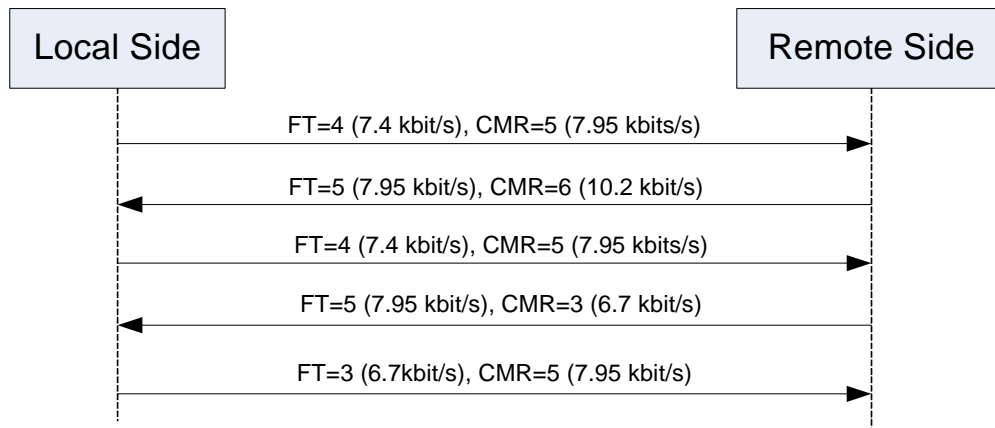 Local Side
Remote Side
FT=4 (7.4 kbit/s), CMR=5 (7.95 kbits/s)
FT=5 (7.95 kbit/s), CMR=6 (10.2 kbit/s)
FT=4 (7.4 kbit/s), CMR=5 (7.95 kbits/s)
FT=5 (7.95 kbit/s), CMR=3 (6.7 kbit/s)
FT=3 (6.7kbit/s), CMR=5 (7.95 kbit/s)